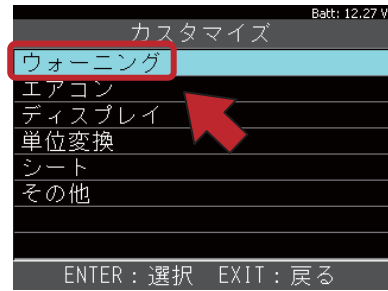 Batt: 12.27 V
カスタマイズ
ウォーニング
エアコン
ディスプレイ
単位変換
シート
その他
ENTER：選択　EXIT：戻る